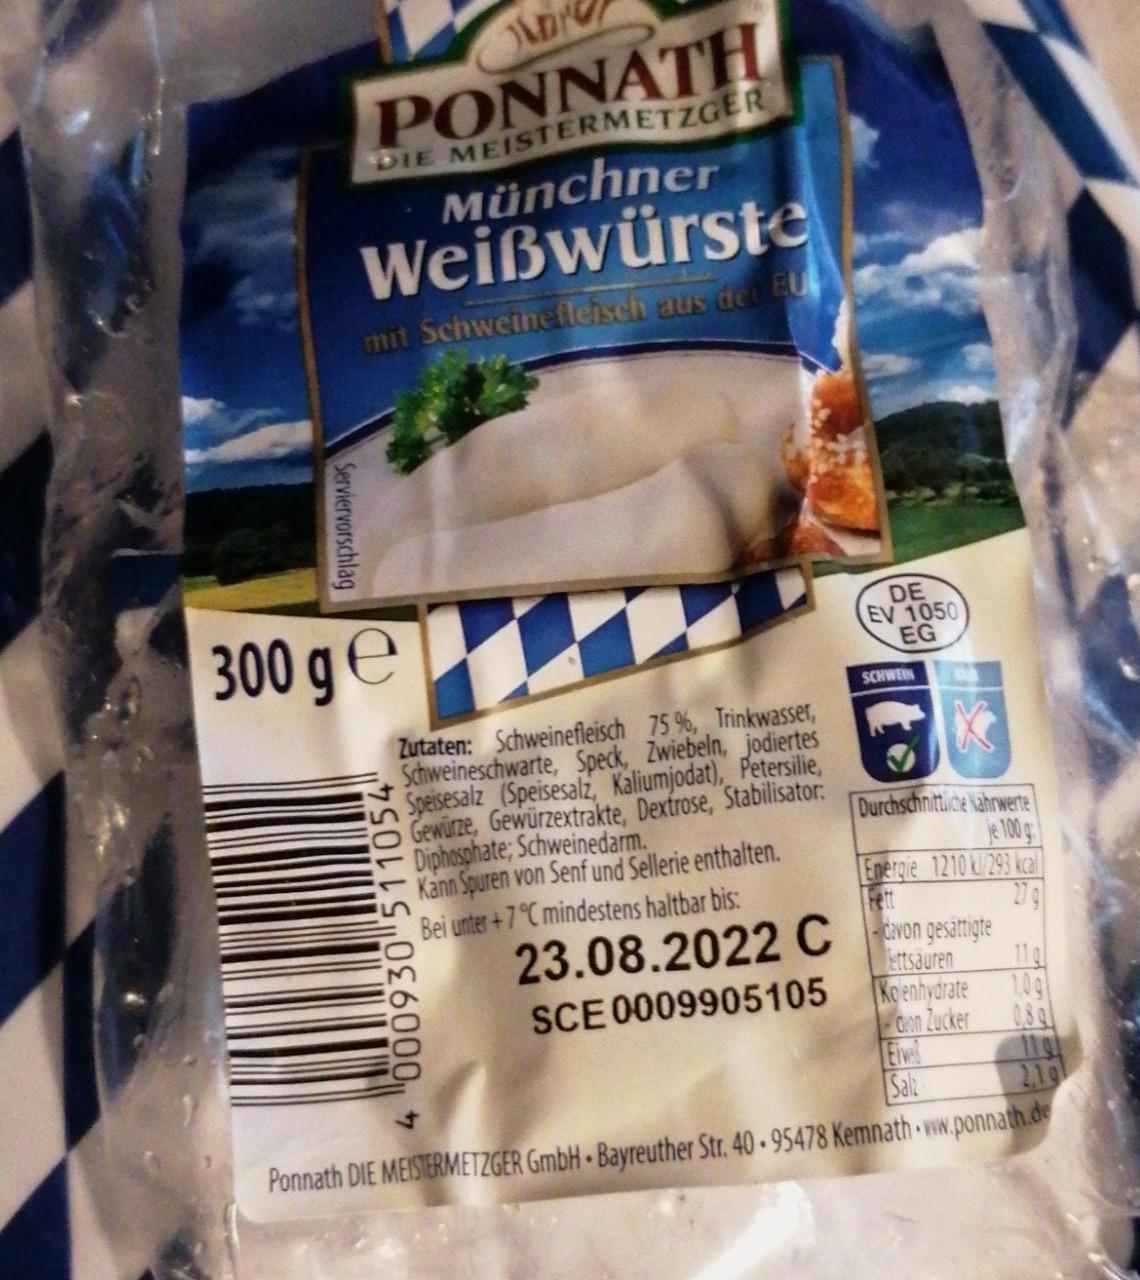 PONNATH
DIE MEISTERMETZGER
Münchner
Weißwürste
mit Schweinefleisch aus der EU
Serviervorschlag
300 g e
DE
EV 1050
EG
SCHWEIN
Zutaten: Schweinefleisch 75 %, Trinkwasser,
Schweineschwarte, Speck, Zwiebeln, jodiertes
Speisesalz (Speisesalz, Kaliumjodat), Petersilie,
Gewürze, Gewürzextrakte, Dextrose, Stabilisator:
Diphosphate; Schweinedarm.
Kann Spuren von Senf und Sellerie enthalten.
Bei unter +7 °C mindestens haltbar bis:
23.08.2022 C
SCE 0009905105
4 000930 511054
Durchschnittliche Nährwerte
je 100 g:
Energie 1210 kJ/293 kcal
Fett 27 g
- davon gesättigte
Fettsäuren 11 g
Kohlenhydrate 1,0 g
- davon Zucker 0,8 g
Eiweiß 11 g
Salz 2,1 g
Ponnath DIE MEISTERMETZGER GmbH • Bayreuther Str. 40 • 95478 Kemnath • www.ponnath.de